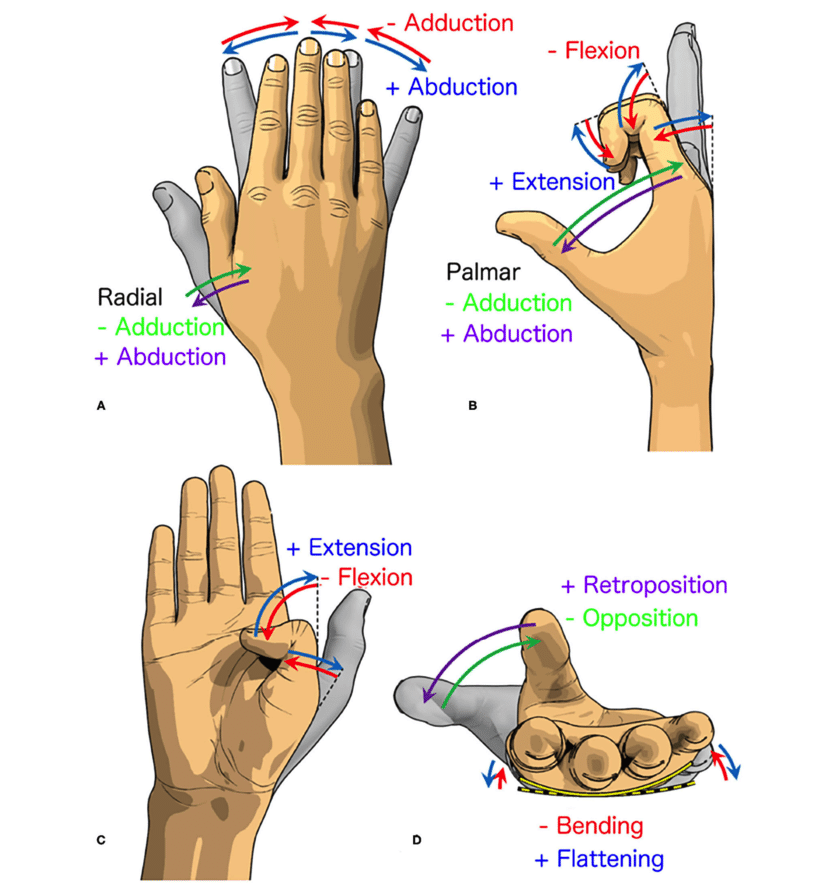 - Adduction
+ Abduction
Radial
- Adduction
+ Abduction
A
- Flexion
+ Extension
Palmar
- Adduction
+ Abduction
B
+ Extension
- Flexion
C
+ Retroposition
- Opposition
- Bending
+ Flattening
D